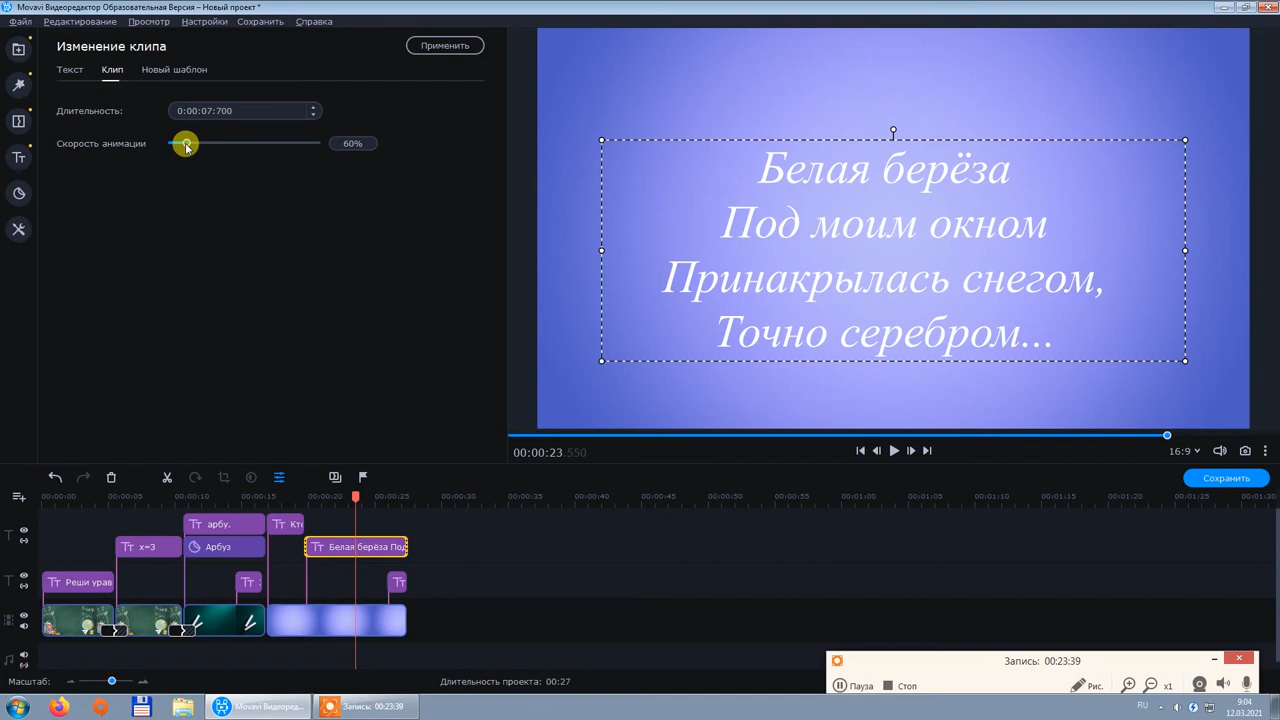 Movavi Видеоредактор Образовательная Версия – Новый проект *
Файл Редактирование Просмотр Настройки Сохранить Справка
Изменение клипа
Применить
Текст Клип Новый шаблон
Длительность: 0:00:07:700
Скорость анимации 60%
Белая берёза
Под моим окном
Принакрылась снегом,
Точно серебром...
00:00:23.550
16:9
Сохранить
00:00:00 00:00:05 00:00:10 00:00:15 00:00:20 00:00:25 00:00:30 00:00:35 00:00:40 00:00:45 00:00:50 00:00:55 00:01:00 00:01:05 00:01:10 00:01:15 00:01:20 00:01:25 00:01:30
арбу. Кто
x=3 Арбуз Белая берёза Под
Реши урав
Масштаб: Длительность проекта: 00:27
Запись: 00:23:39
Пауза Стоп Рис. x1
Movavi Видеоред... Запись: 00:23:39
RU 9:04
12.03.2021